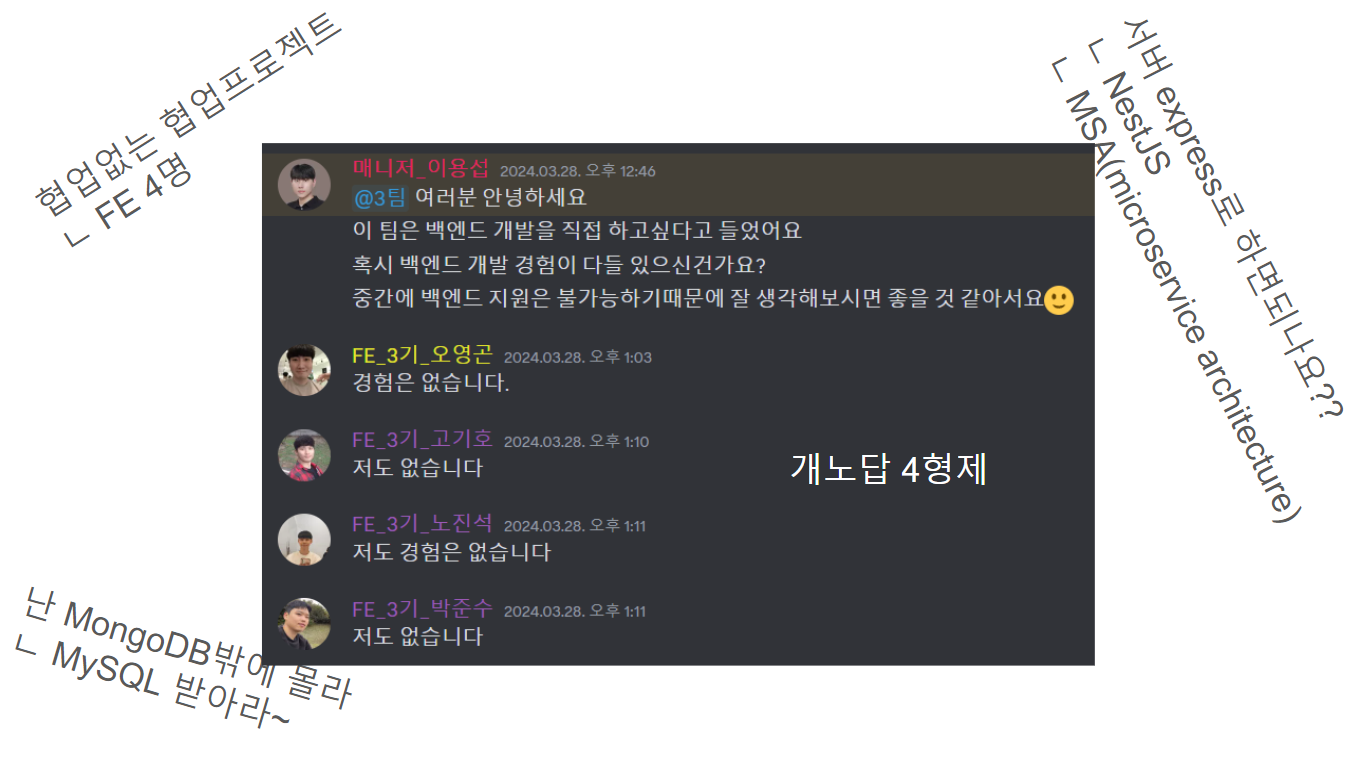 협업없는 협업프로젝트
ㄴ FE 4명
서버 express로 하면되나요??
ㄴ NestJS
ㄴ MSA(microservice architecture)
매니저_이용섭 2024.03.28. 오후 12:46
@3팀 여러분 안녕하세요
이 팀은 백엔드 개발을 직접 하고싶다고 들었어요
혹시 백엔드 개발 경험이 다들 있으신건가요?
중간에 백엔드 지원은 불가능하기때문에 잘 생각해보시면 좋을 것 같아서요🙂
FE_3기_오영곤 2024.03.28. 오후 1:03
경험은 없습니다.
FE_3기_고기호 2024.03.28. 오후 1:10
저도 없습니다
개노답 4형제
FE_3기_노진석 2024.03.28. 오후 1:11
저도 경험은 없습니다
FE_3기_박준수 2024.03.28. 오후 1:11
저도 없습니다
난 MongoDB밖에 몰라
ㄴ MySQL 받아라~